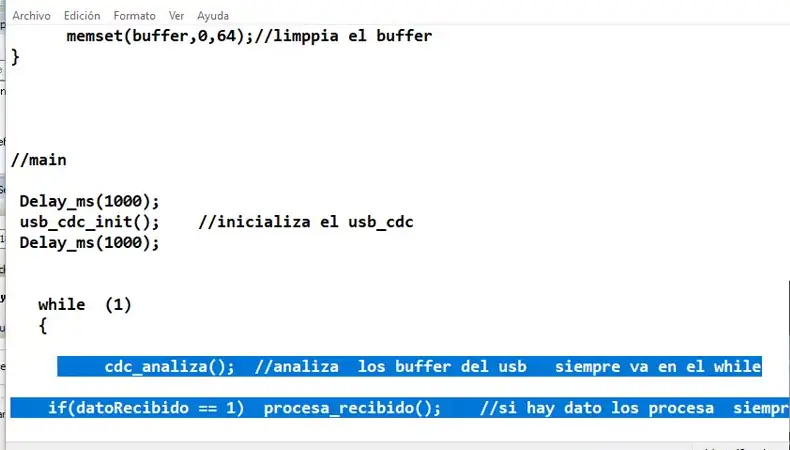 Archivo Edición Formato Ver Ayuda
memset(buffer,0,64);//limppia el buffer
}
//main
Delay_ms(1000);
usb_cdc_init(); //inicializa el usb_cdc
Delay_ms(1000);
while (1)
{
cdc_analiza(); //analiza los buffer del usb siempre va en el while
if(datoRecibido == 1) procesa_recibido(); //si hay dato los procesa siempr